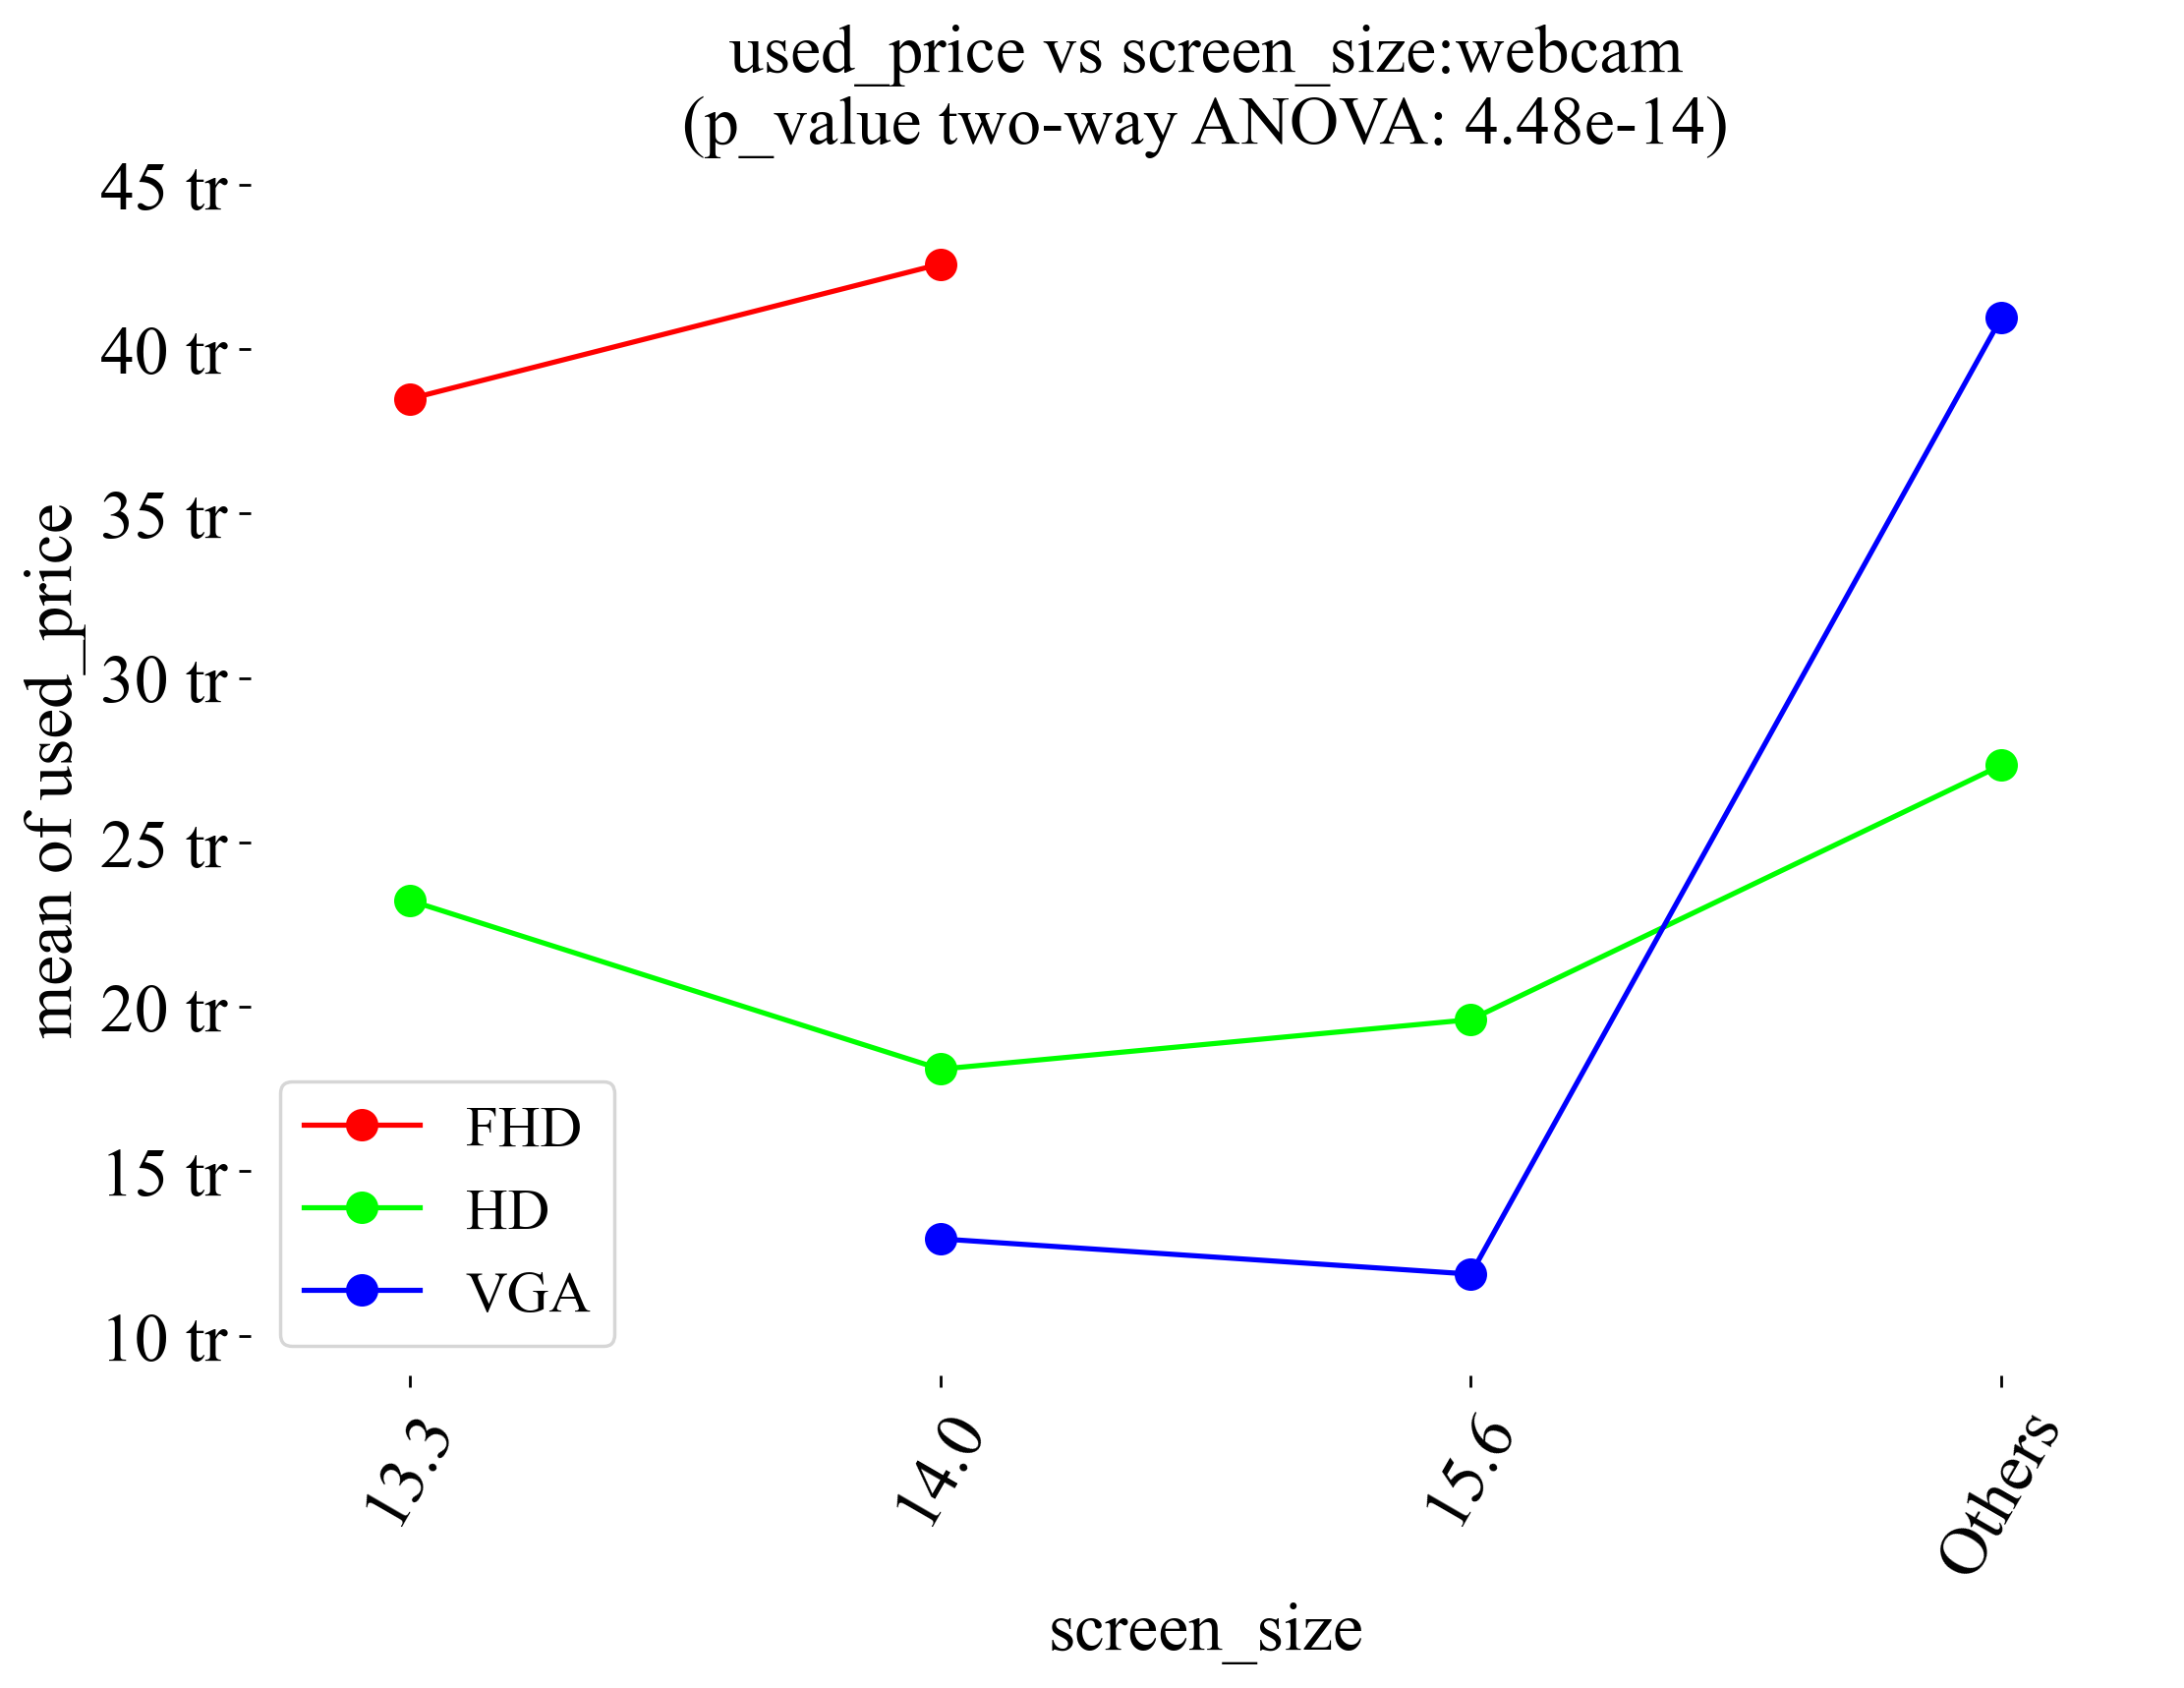 used_price vs screen_size:webcam
(p_value two-way ANOVA: 4.48e-14)
45 tr
40 tr
35 tr
30 tr
25 tr
20 tr
15 tr
10 tr
mean of used_price
FHD
HD
VGA
13.3
14.0
15.6
Others
screen_size